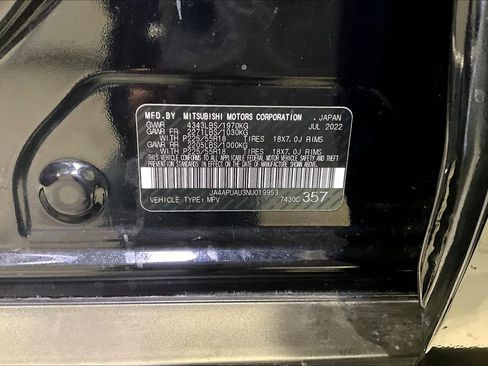 MFD.BY MITSUBISHI MOTORS CORPORATION . JAPAN
GVWR 4343LBS/1970KG JUL 2022
GAWR FR 2271LBS/1030KG
WITH P225/55R18 TIRES 18X7.0J RIMS
GAWR RR 2205LBS/1000KG
WITH P225/55R18 TIRES 18X7.0J RIMS
THIS VEHICLE CONFORMS TO ALL APPLICABLE
FEDERAL MOTOR VEHICLE SAFETY AND
THEFT PREVENTION STANDARDS IN EFFECT ON
THE DATE OF MANUFACTURE SHOWN ABOVE.
JA4APUAU3NU019953
VEHICLE TYPE: MPV 7430C 357